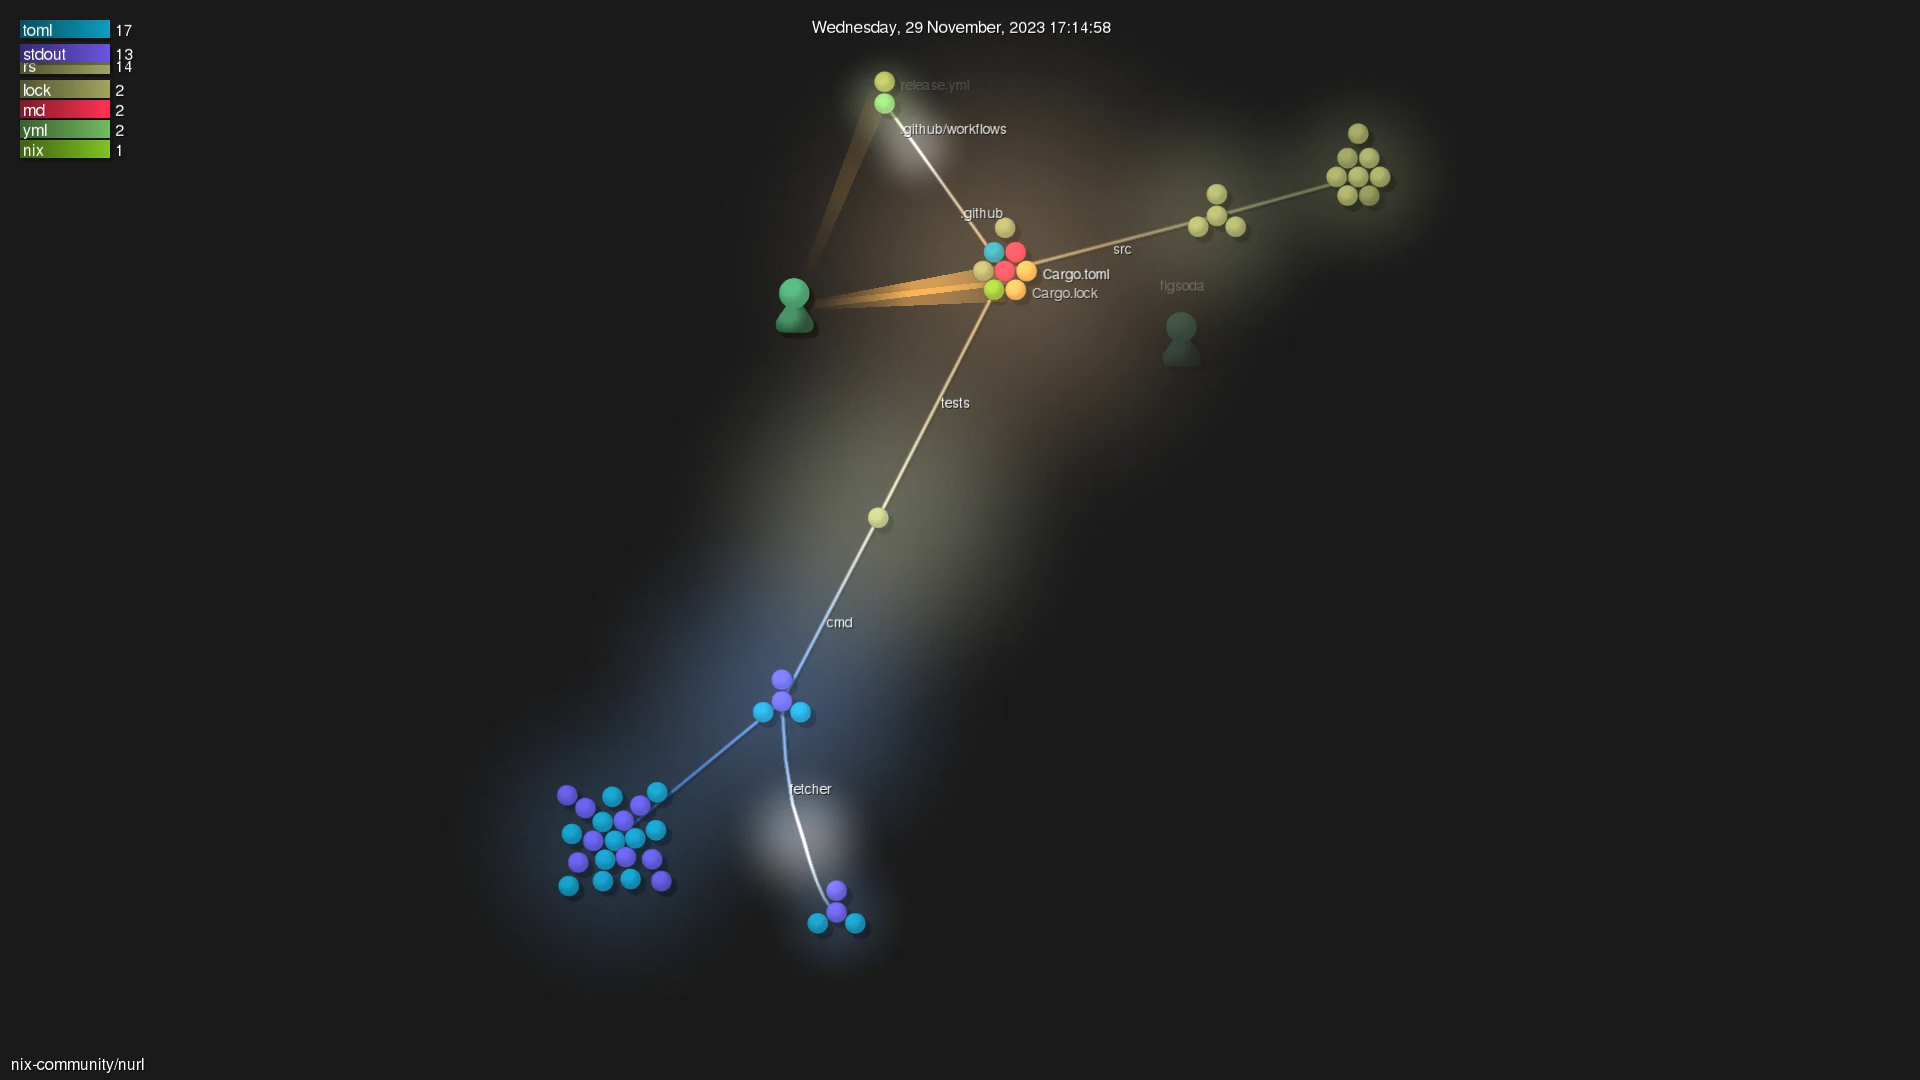 Wednesday, 29 November, 2023 17:14:58
toml 17
stdout 13
rs 14
lock 2
md 2
yml 2
nix 1
release.yml
.github/workflows
.github
src
Cargo.toml
Cargo.lock
figsoda
tests
cmd
fetcher
nix-community/nurl